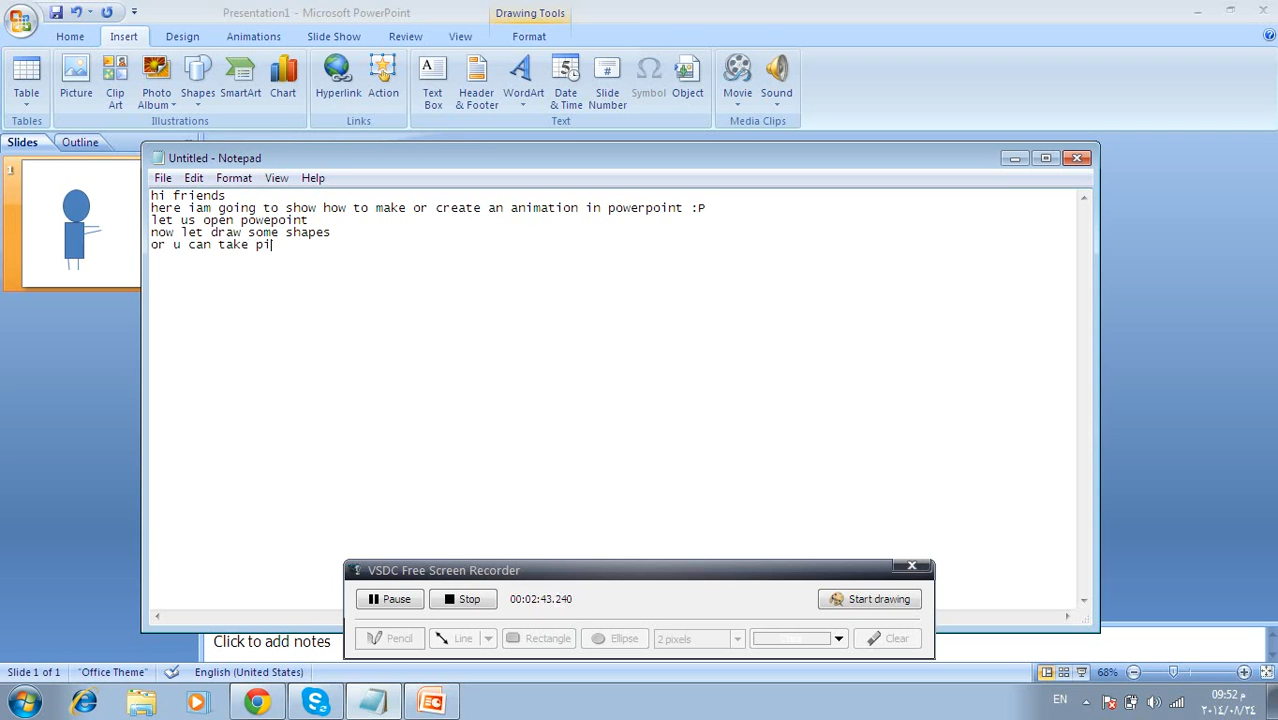 Presentation1 - Microsoft PowerPoint
Drawing Tools
Home
Insert
Design
Animations
Slide Show
Review
View
Format
Table
Picture
Clip Art
Photo Album
Shapes
SmartArt
Chart
Hyperlink
Action
Text Box
Header & Footer
WordArt
Date & Time
Slide Number
Symbol
Object
Movie
Sound
Tables
Illustrations
Links
Text
Media Clips
Slides
Outline
1
Untitled - Notepad
File
Edit
Format
View
Help
hi friends
here iam going to show how to make or create an animation in powerpoint :P
let us open powepoint
now let draw some shapes
or u can take pi
VSDC Free Screen Recorder
Pause
Stop
00:02:43.240
Start drawing
Pencil
Line
Rectangle
Ellipse
2 pixels
Clear
Click to add notes
Slide 1 of 1
"Office Theme"
English (United States)
68%
EN
09:52 م
٢٠١٤/٠٨/٢٤